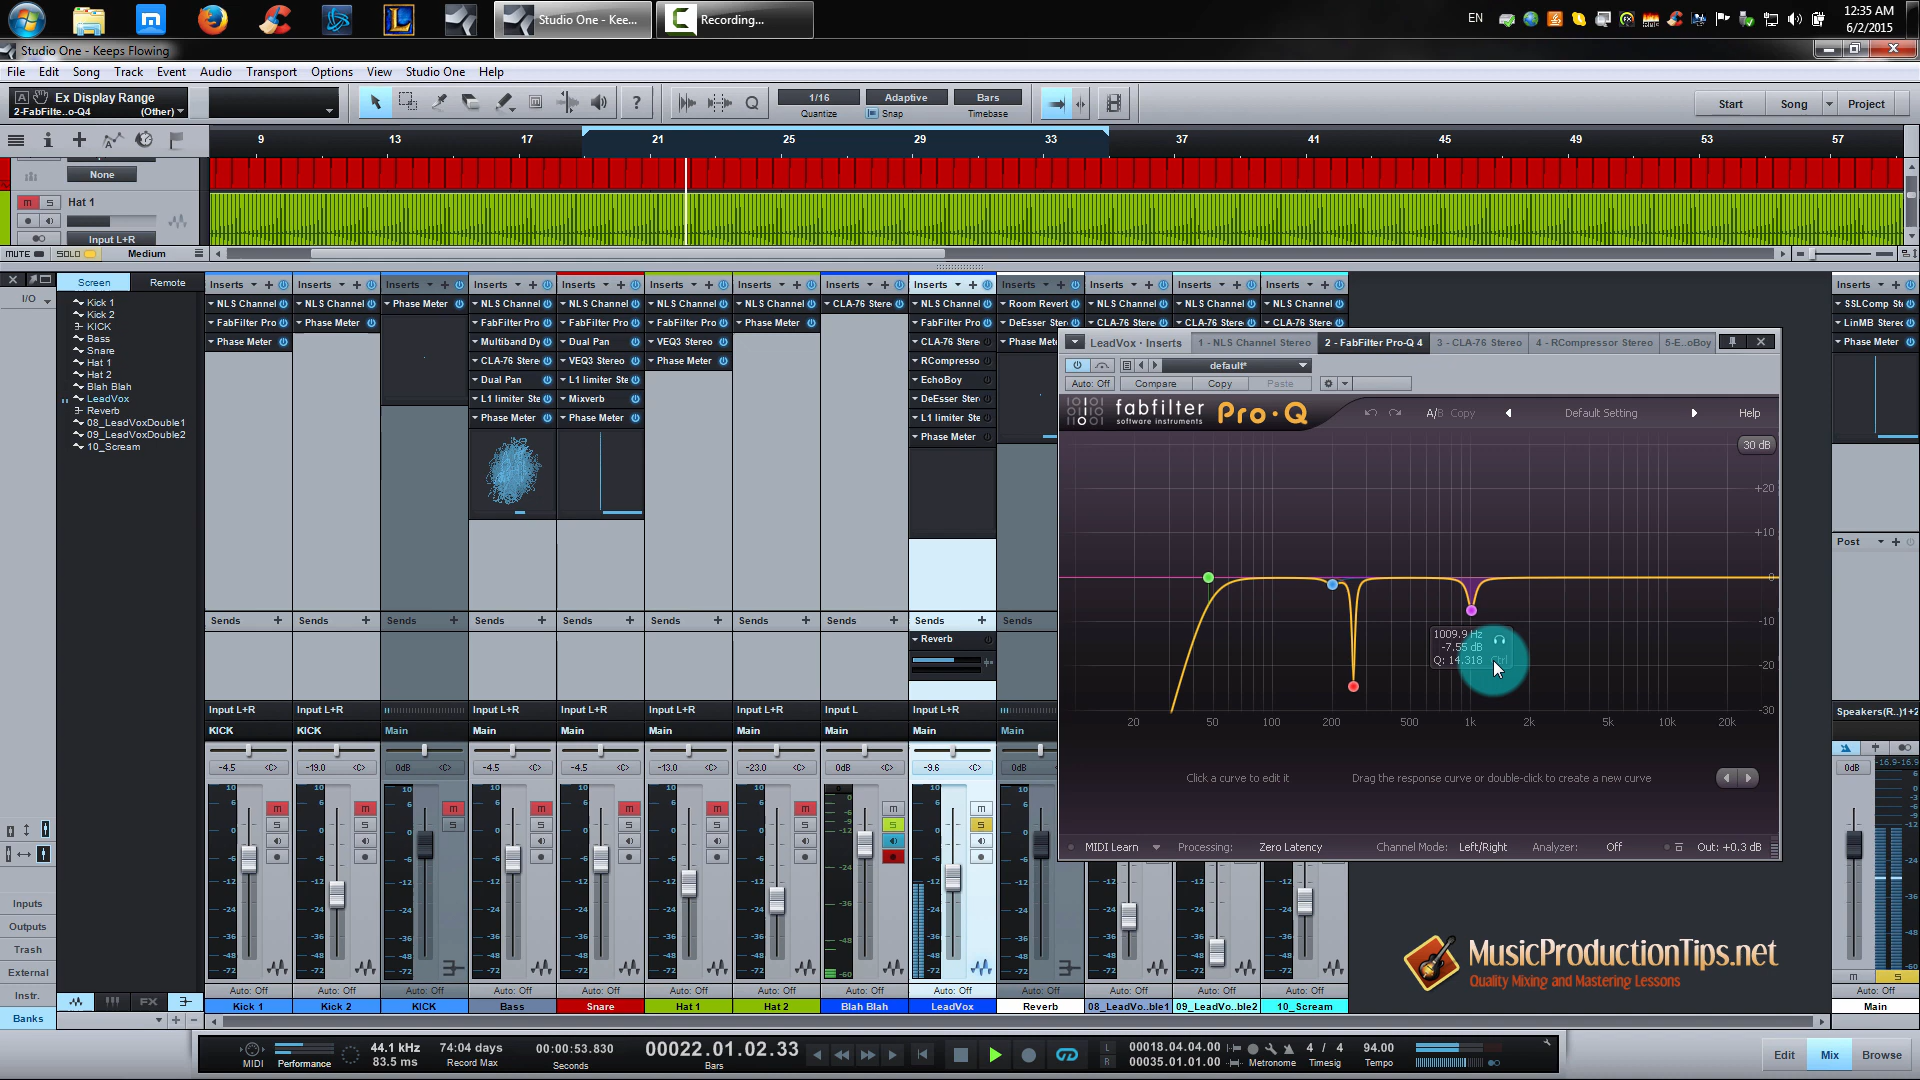 Studio One - Kee...
Recording...
EN
12:35 AM
6/2/2015
Studio One - Keeps Flowing
File Edit Song Track Event Audio Transport Options View Studio One Help
Ex Display Range
2-FabFilte..o-Q4 (Other)
1/16 Quantize
Adaptive Snap
Bars Timebase
Start Song Project
9 13 17 21 25 29 33 37 41 45 49 53 57
None
M S Hat 1
Input L+R
MUTE SOLO Medium
Screen Remote
I/O
Kick 1
Kick 2
KICK
Bass
Snare
Hat 1
Hat 2
Blah Blah
LeadVox
Reverb
08_LeadVoxDouble1
09_LeadVoxDouble2
10_Scream
Inserts Inserts Inserts Inserts Inserts Inserts Inserts Inserts Inserts Inserts Inserts Inserts Inserts Inserts
NLS Channel NLS Channel Phase Meter NLS Channel NLS Channel NLS Channel NLS Channel CLA-76 Stere NLS Channel Room Reverb NLS Channel NLS Channel NLS Channel SSLComp St
FabFilter Pro Phase Meter FabFilter Pro FabFilter Pro FabFilter Pro Phase Meter FabFilter Pro DeEsser Ster CLA-76 Stere CLA-76 Stere CLA-76 Stere LinMB Stereo
Phase Meter Multiband Dy Dual Pan VEQ3 Stereo CLA-76 Stere Phase Mete Phase Meter
CLA-76 Stere VEQ3 Stereo Phase Meter RCompresso
Dual Pan L1 limiter Ste EchoBoy
L1 limiter Ste Mixverb DeEsser Ster
Phase Meter Phase Meter L1 limiter Ste
Phase Meter
LeadVox · Inserts 1 - NLS Channel Stereo 2 - FabFilter Pro-Q 4 3 - CLA-76 Stereo 4 - RCompressor Stereo 5-E..oBoy
default*
Auto: Off Compare Copy Paste
fabfilter Pro·Q
software instruments
A/B Copy Default Setting Help
30 dB
+20
+10
0
-10
-20
-30
1009.9 Hz
-7.55 dB
Q: 14.318 Ctrl
20 50 100 200 500 1k 2k 5k 10k 20k
Click a curve to edit it Drag the response curve or double-click to create a new curve
MIDI Learn Processing: Zero Latency Channel Mode: Left/Right Analyzer: Off Out: +0.3 dB
Post
Sends Sends Sends Sends Sends Sends Sends Sends Sends Sends
Reverb
Input L+R Input L+R Input L+R Input L+R Input L+R Input L+R Input L Input L+R Speakers(R..)1+2
KICK KICK Main Main Main Main Main Main Main Main
-4.5 <C> -19.0 <C> 0dB <C> -4.5 <C> -4.5 <C> -13.0 <C> -23.0 <C> 0dB <C> -9.6 <C> 0dB
-16.9 -16.9
Inputs
Outputs
Trash
External
Instr.
Banks
FX
Auto: Off Auto: Off Auto: Off Auto: Off Auto: Off Auto: Off Auto: Off Auto: Off Auto: Off Auto: Off Auto: Off Auto: Off Auto: Off Auto: Off
Kick 1 Kick 2 KICK Bass Snare Hat 1 Hat 2 Blah Blah LeadVox Reverb 08_LeadVo..ble1 09_LeadVo..ble2 10_Scream Main
MusicProductionTips.net
Quality Mixing and Mastering Lessons
MIDI Performance
44.1 kHz
83.5 ms
74:04 days
Record Max
00:00:53.830
Seconds
00022.01.02.33
Bars
L 00018.04.04.00
R 00035.01.01.00
Metronome
4 / 4
Timesig
94.00
Tempo
Edit Mix Browse